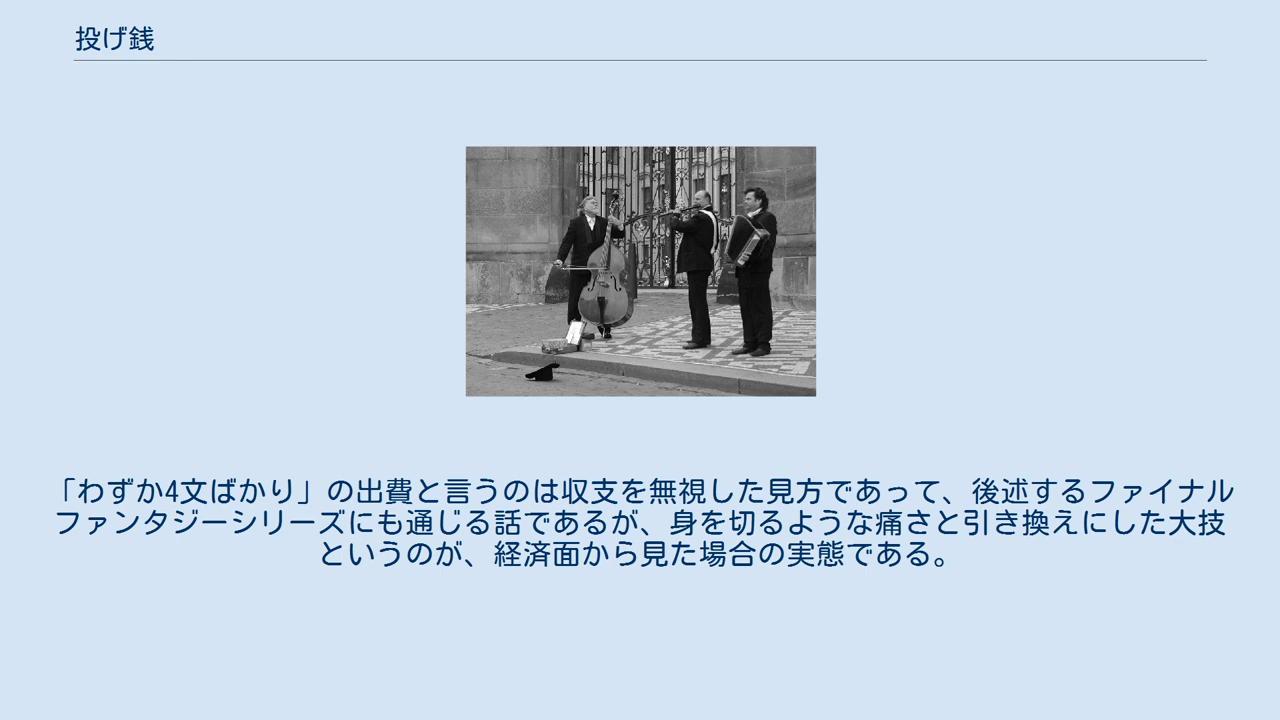 投げ銭
「わずか4文ばかり」の出費と言うのは収支を無視した見方であって、後述するファイナル
ファンタジーシリーズにも通じる話であるが、身を切るような痛さと引き換えにした大技
というのが、経済面から見た場合の実態である。